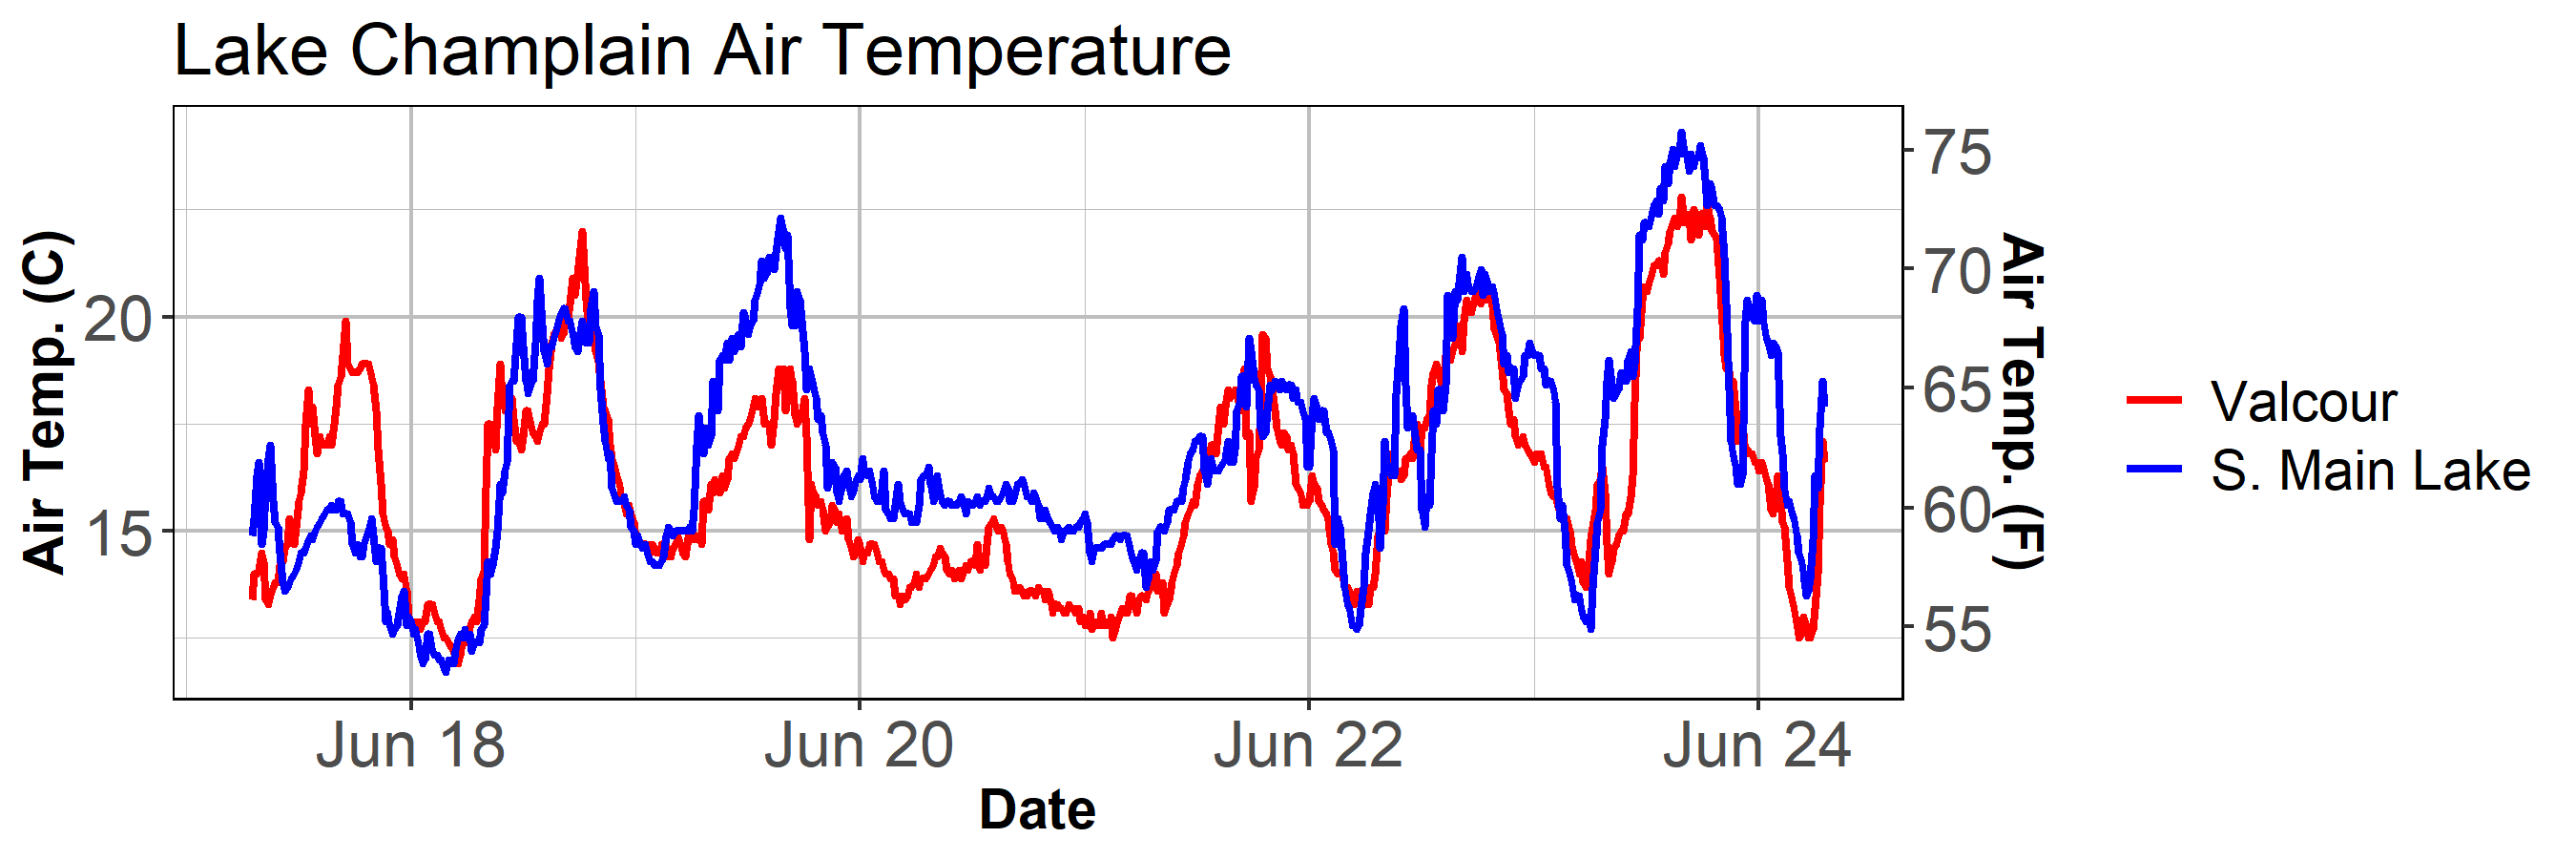 Lake Champlain Air Temperature
Air Temp. (C)
20
15
75
70
65
60
55
Air Temp. (F)
Jun 18
Jun 20
Jun 22
Jun 24
Date
Valcour
S. Main Lake